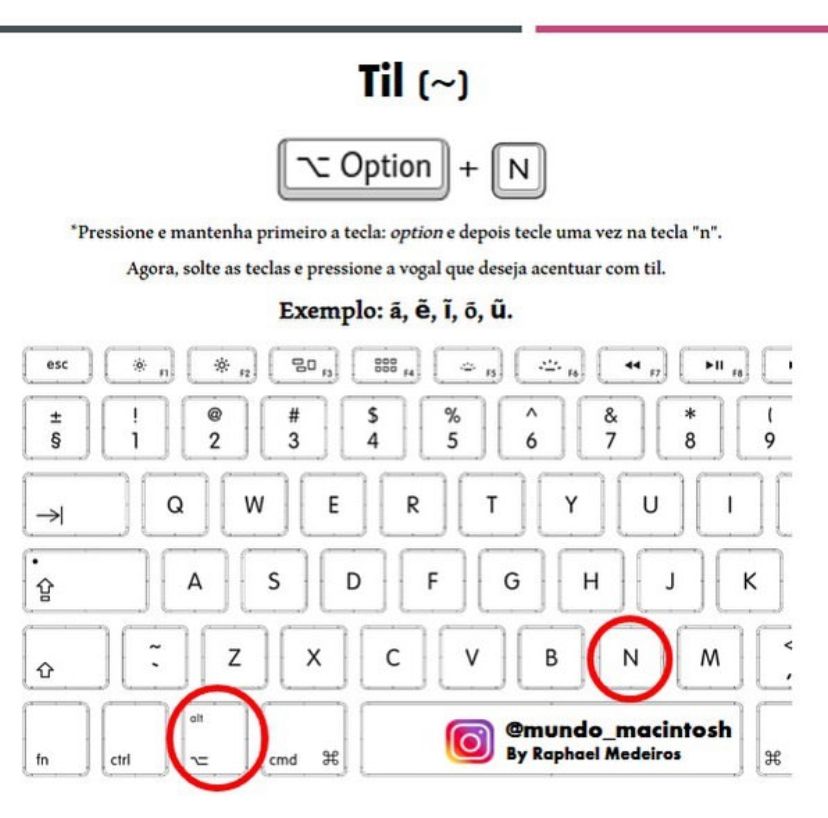 Til (~)
⌥ Option + N
*Pressione e mantenha primeiro a tecla: option e depois tecle uma vez na tecla "n".
Agora, solte as teclas e pressione a vogal que deseja acentuar com til.
Exemplo: ã, ẽ, ĩ, õ, ũ.
esc F1 F2 F3 F4 F5 F6 F7 F8
± ! @ # $ % ^ & * (
§ 1 2 3 4 5 6 7 8 9
Q W E R T Y U I
A S D F G H J K
~ Z X C V B N M <
` ,
alt
fn ctrl ⌥ cmd ⌘ ⌘
@mundo_macintosh
By Raphael Medeiros